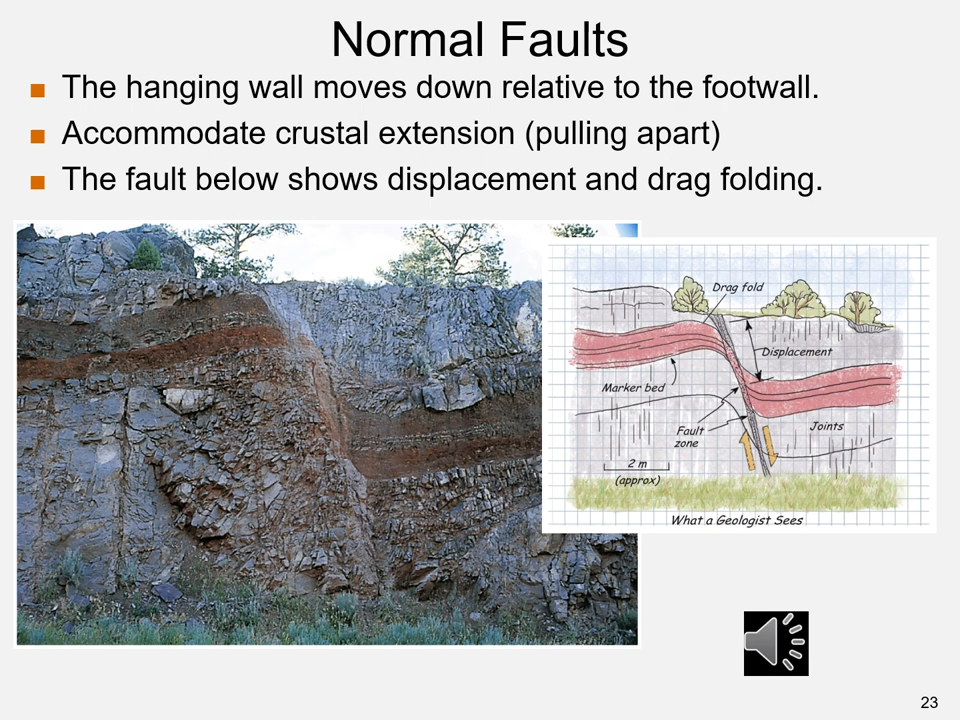 Normal Faults
The hanging wall moves down relative to the footwall.
Accommodate crustal extension (pulling apart)
The fault below shows displacement and drag folding.
Drag fold
Displacement
Marker bed
Fault
zone
Joints
2 m
(approx)
What a Geologist Sees
23